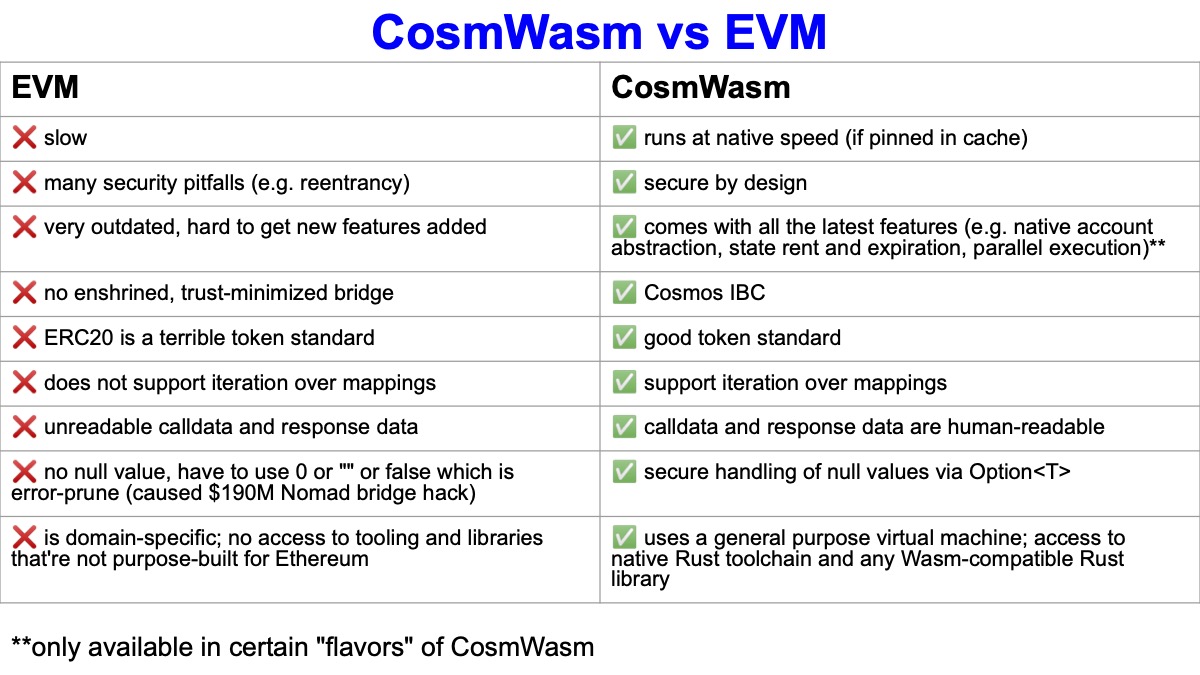 CosmWasm vs EVM
EVM
CosmWasm
❌ slow
✅ runs at native speed (if pinned in cache)
❌ many security pitfalls (e.g. reentrancy)
✅ secure by design
❌ very outdated, hard to get new features added
✅ comes with all the latest features (e.g. native account
abstraction, state rent and expiration, parallel execution)**
❌ no enshrined, trust-minimized bridge
✅ Cosmos IBC
❌ ERC20 is a terrible token standard
✅ good token standard
❌ does not support iteration over mappings
✅ support iteration over mappings
❌ unreadable calldata and response data
✅ calldata and response data are human-readable
❌ no null value, have to use 0 or "" or false which is
error-prune (caused $190M Nomad bridge hack)
✅ secure handling of null values via Option<T>
❌ is domain-specific; no access to tooling and libraries
that're not purpose-built for Ethereum
✅ uses a general purpose virtual machine; access to
native Rust toolchain and any Wasm-compatible Rust
library
**only available in certain "flavors" of CosmWasm